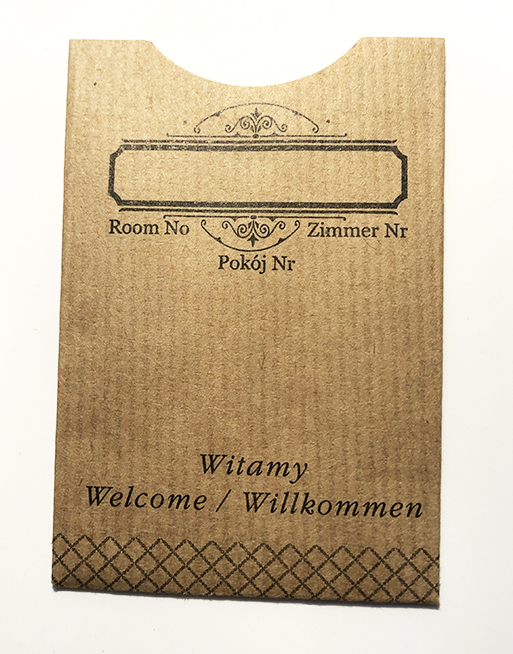 Room No Zimmer Nr
Pokój Nr
Witamy
Welcome / Willkommen